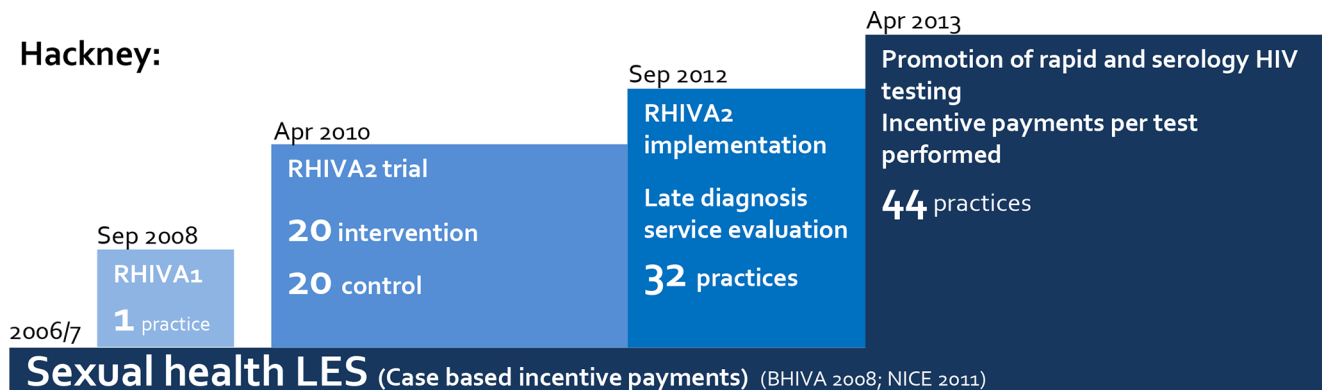 Hackney:
2006/7
Sep 2008
RHIVA1
1 practice
Apr 2010
RHIVA2 trial
20 intervention
20 control
Sep 2012
RHIVA2
implementation
Late diagnosis
service evaluation
32 practices
Apr 2013
Promotion of rapid and serology HIV
testing
Incentive payments per test
performed
44 practices
Sexual health LES (Case based incentive payments) (BHIVA 2008; NICE 2011)